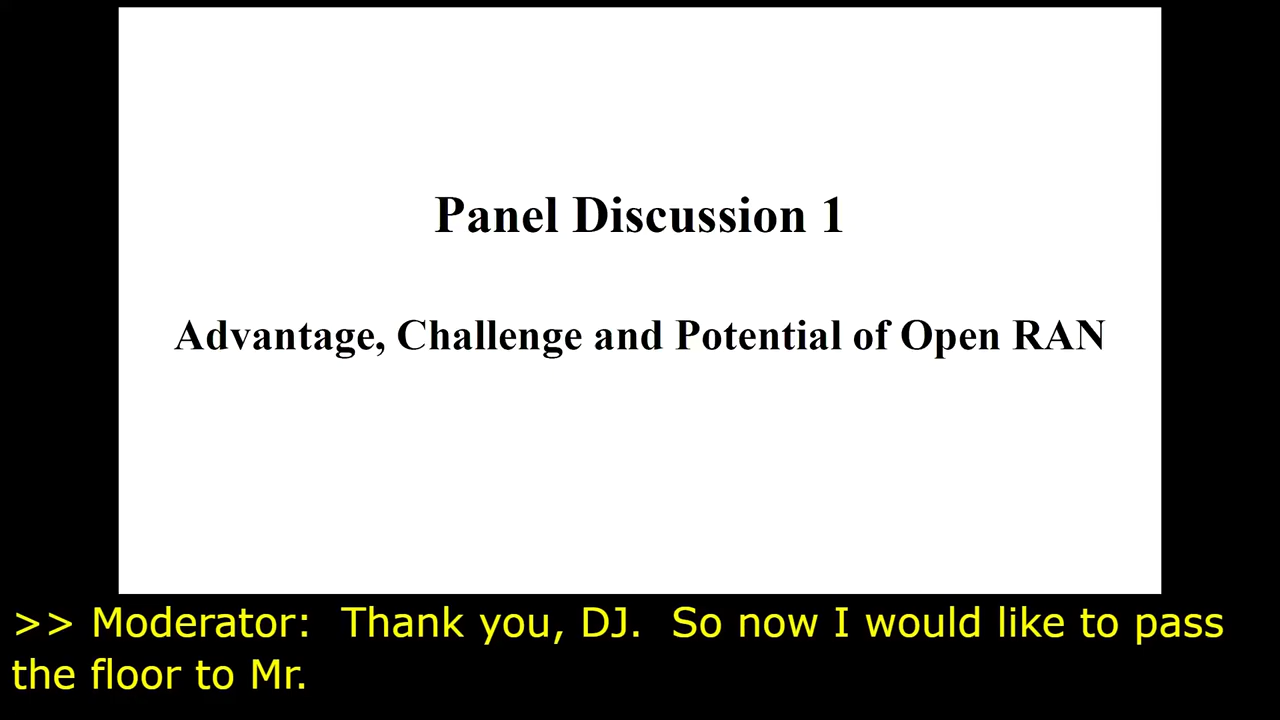 Panel Discussion 1
Advantage, Challenge and Potential of Open RAN
>> Moderator:  Thank you, DJ.  So now I would like to pass
the floor to Mr.